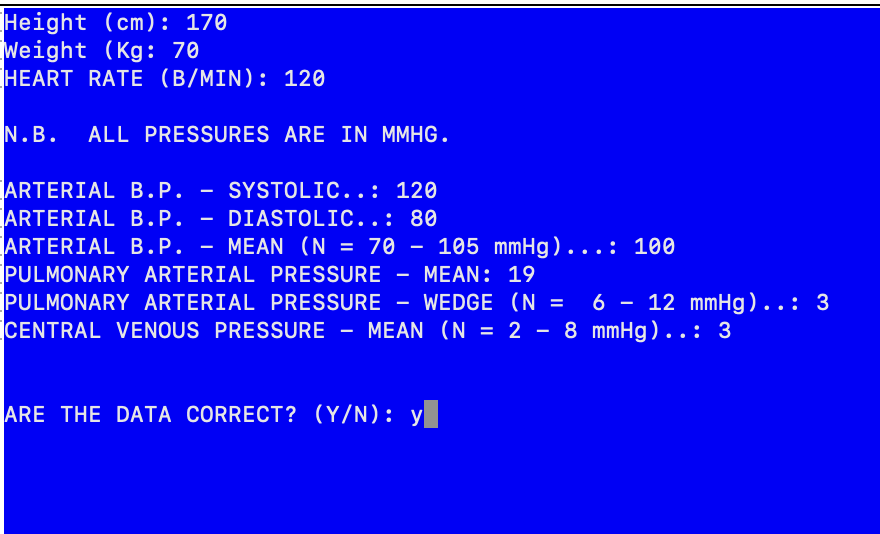 Height (cm): 170
Weight (Kg: 70
HEART RATE (B/MIN): 120
N.B.  ALL PRESSURES ARE IN MMHG.
ARTERIAL B.P. – SYSTOLIC..: 120
ARTERIAL B.P. – DIASTOLIC..: 80
ARTERIAL B.P. – MEAN (N = 70 – 105 mmHg)...: 100
PULMONARY ARTERIAL PRESSURE – MEAN: 19
PULMONARY ARTERIAL PRESSURE – WEDGE (N =  6 – 12 mmHg)..: 3
CENTRAL VENOUS PRESSURE – MEAN (N = 2 – 8 mmHg)..: 3
ARE THE DATA CORRECT? (Y/N): y